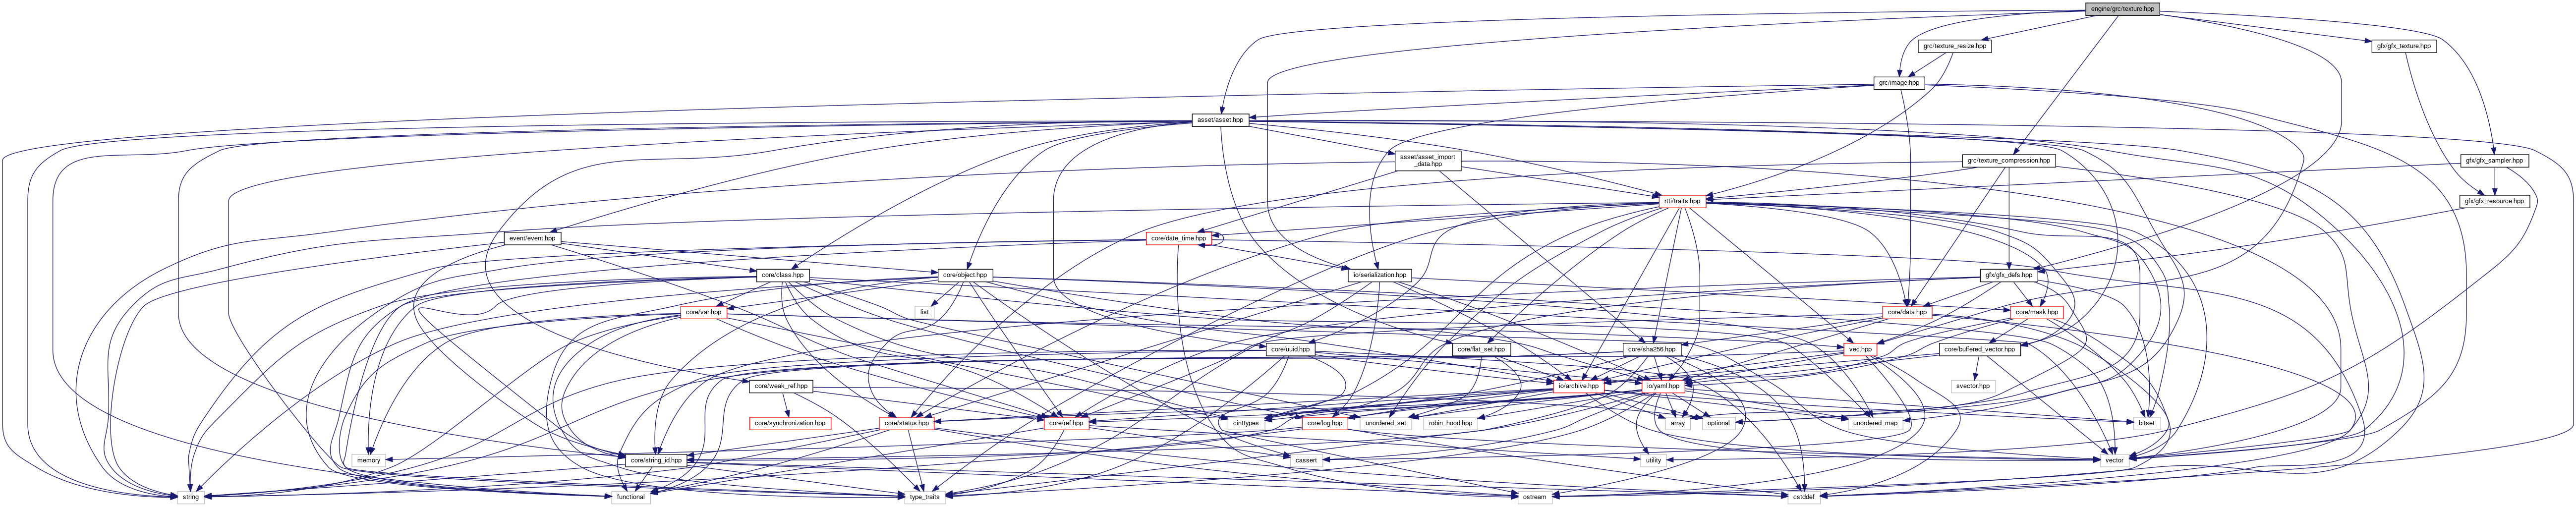 engine/grc/texture.hpp
grc/texture_resize.hpp
gfx/gfx_texture.hpp
grc/image.hpp
asset/asset.hpp
asset/asset_import
_data.hpp
grc/texture_compression.hpp
gfx/gfx_sampler.hpp
rtti/traits.hpp
gfx/gfx_resource.hpp
event/event.hpp
core/date_time.hpp
core/class.hpp
core/object.hpp
io/serialization.hpp
gfx/gfx_defs.hpp
list
core/var.hpp
core/data.hpp
core/mask.hpp
core/uuid.hpp
core/flat_set.hpp
core/sha256.hpp
vec.hpp
core/buffered_vector.hpp
core/weak_ref.hpp
io/archive.hpp
io/yaml.hpp
svector.hpp
core/synchronization.hpp
core/status.hpp
core/ref.hpp
cinttypes
core/log.hpp
unordered_set
robin_hood.hpp
array
optional
unordered_map
bitset
memory
core/string_id.hpp
cassert
utility
vector
string
functional
type_traits
ostream
cstddef